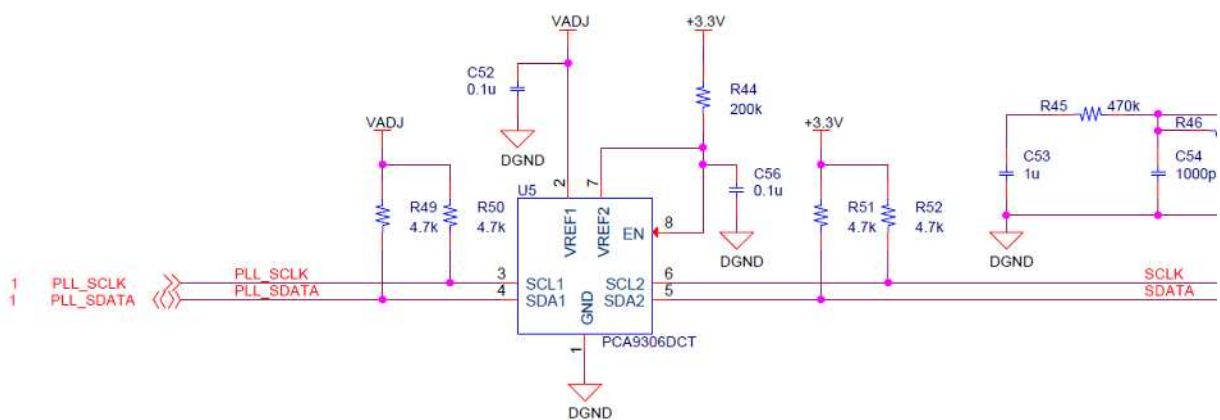 VADJ
+3.3V
C52
0.1u
R44
200k
R45
470k
R46
VADJ
+3.3V
DGND
C53
1u
C54
1000p
2
7
C56
0.1u
U5
R49
4.7k
R50
4.7k
VREF1
VREF2
EN
8
R51
4.7k
R52
4.7k
DGND
DGND
1
PLL_SCLK
PLL_SCLK
3
SCL1
SCL2
6
SCLK
1
PLL_SDATA
PLL_SDATA
4
SDA1
SDA2
5
SDATA
GND
1
PCA9306DCT
DGND